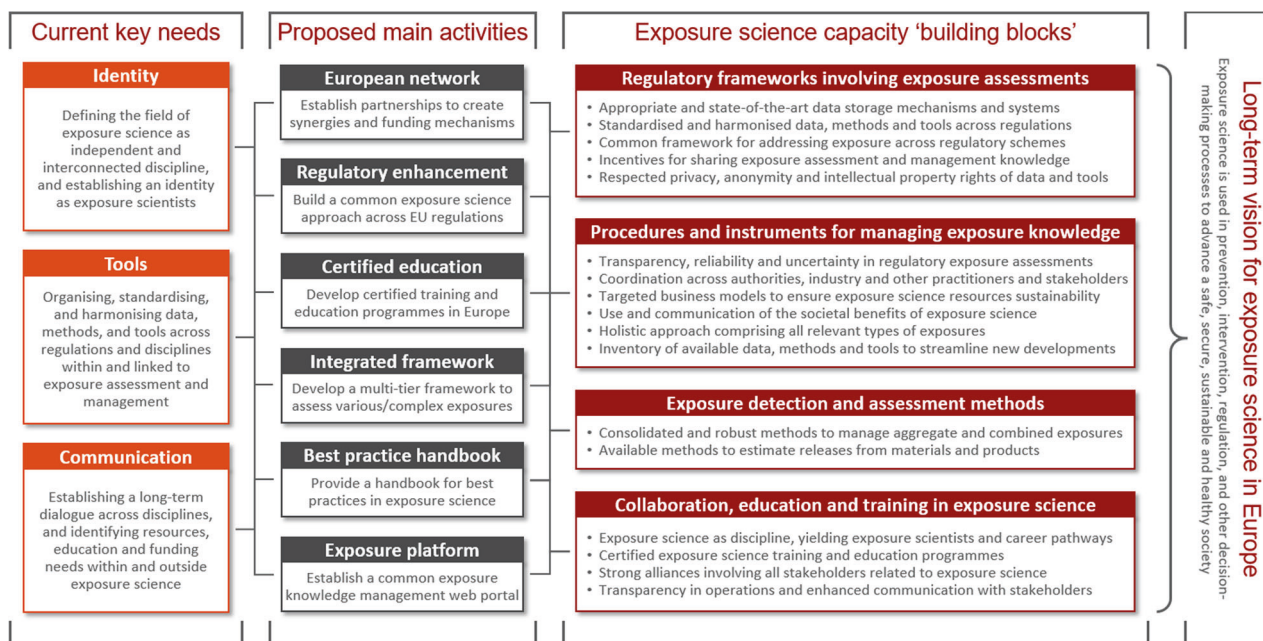 Current key needs
Identity
Defining the field of
exposure science as
independent and
interconnected discipline,
and establishing an identity
as exposure scientists
Tools
Organising, standardising,
and harmonising data,
methods, and tools across
regulations and disciplines
within and linked to
exposure assessment and
management
Communication
Establishing a long-term
dialogue across disciplines,
and identifying resources,
education and funding
needs within and outside
exposure science
Proposed main activities
European network
Establish partnerships to create
synergies and funding mechanisms
Regulatory enhancement
Build a common exposure science
approach across EU regulations
Certified education
Develop certified training and
education programmes in Europe
Integrated framework
Develop a multi-tier framework to
assess various/complex exposures
Best practice handbook
Provide a handbook for best
practices in exposure science
Exposure platform
Establish a common exposure
knowledge management web portal
Exposure science capacity ‘building blocks’
Regulatory frameworks involving exposure assessments
• Appropriate and state-of-the-art data storage mechanisms and systems
• Standardised and harmonised data, methods and tools across regulations
• Common framework for addressing exposure across regulatory schemes
• Incentives for sharing exposure assessment and management knowledge
• Respected privacy, anonymity and intellectual property rights of data and tools
Procedures and instruments for managing exposure knowledge
• Transparency, reliability and uncertainty in regulatory exposure assessments
• Coordination across authorities, industry and other practitioners and stakeholders
• Targeted business models to ensure exposure science resources sustainability
• Use and communication of the societal benefits of exposure science
• Holistic approach comprising all relevant types of exposures
• Inventory of available data, methods and tools to streamline new developments
Exposure detection and assessment methods
• Consolidated and robust methods to manage aggregate and combined exposures
• Available methods to estimate releases from materials and products
Collaboration, education and training in exposure science
• Exposure science as discipline, yielding exposure scientists and career pathways
• Certified exposure science training and education programmes
• Strong alliances involving all stakeholders related to exposure science
• Transparency in operations and enhanced communication with stakeholders
Long-term vision for exposure science in Europe
Exposure science is used in prevention, intervention, regulation, and other decision-
making processes to advance a safe, secure, sustainable and healthy society